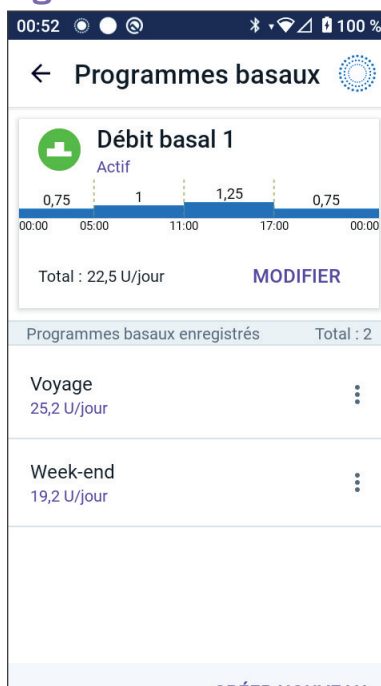 00:52 100 %
Programmes basaux
Débit basal 1
Actif
0,75 1 1,25 0,75
00:00 05:00 11:00 17:00 00:00
Total : 22,5 U/jour MODIFIER
Programmes basaux enregistrés Total : 2
Voyage
25,2 U/jour
Week-end
19,2 U/jour